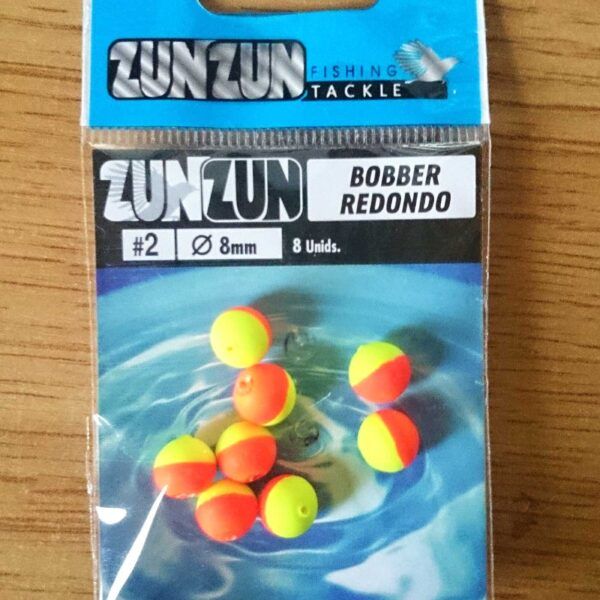 ZUNZUN
FISHING
TACKLE
ZUNZUN
BOBBER
REDONDO
#2
Ø 8mm
8 Unids.